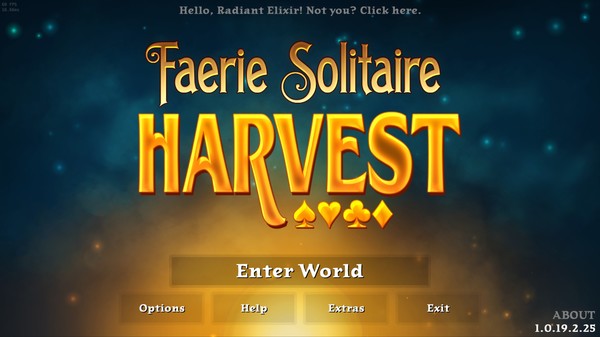 Hello, Radiant Elixir! Not you? Click here.
Faerie Solitaire
HARVEST
Enter World
Options Help Extras Exit
ABOUT
1.0.19.2.25